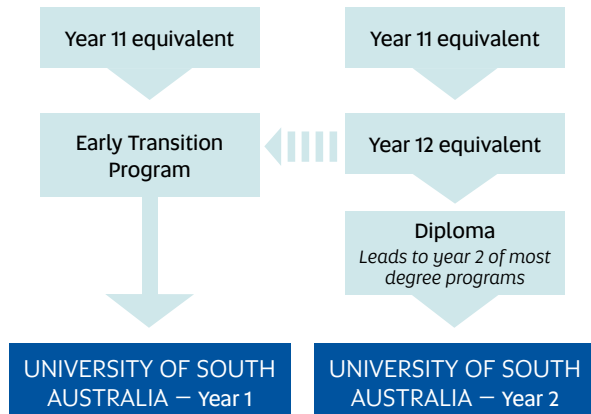 Year 11 equivalent
Year 11 equivalent
Early Transition
Program
Year 12 equivalent
Diploma
Leads to year 2 of most
degree programs
UNIVERSITY OF SOUTH
AUSTRALIA – Year 1
UNIVERSITY OF SOUTH
AUSTRALIA – Year 2